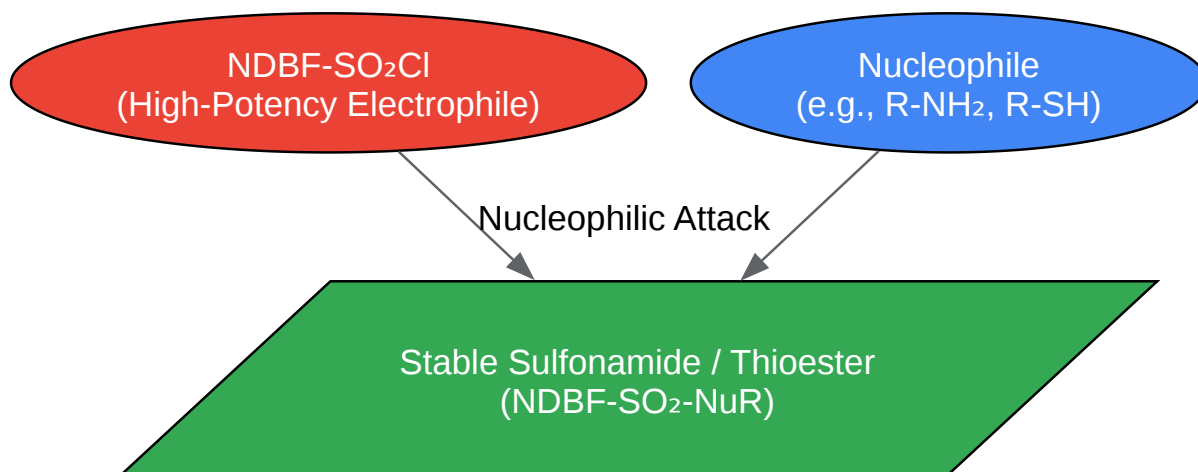 NDBF-SO₂Cl
(High-Potency Electrophile)
Nucleophile
(e.g., R-NH₂, R-SH)
Nucleophilic Attack
Stable Sulfonamide / Thioester
(NDBF-SO₂-NuR)